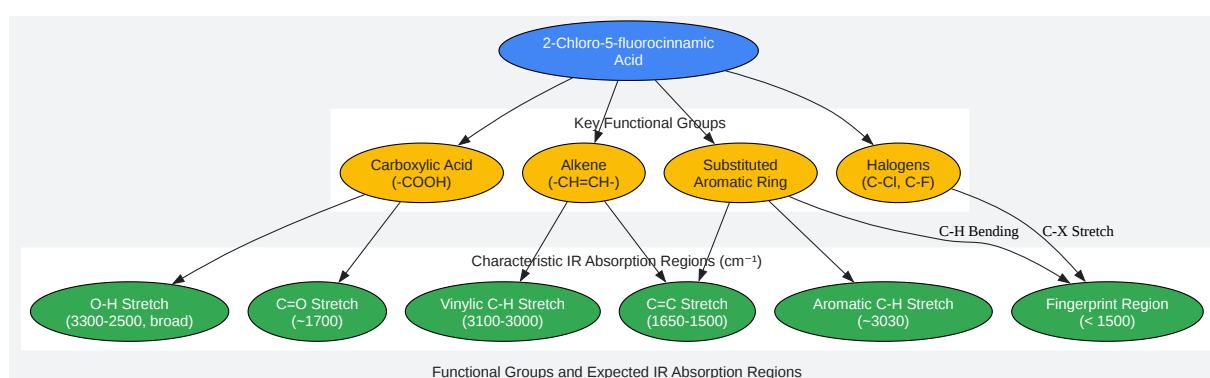 2-Chloro-5-fluorocinnamic
Acid
Key Functional Groups
Carboxylic Acid
(-COOH)
Alkene
(-CH=CH-)
Substituted
Aromatic Ring
Halogens
(C-Cl, C-F)
C-H Bending
C-X Stretch
Characteristic IR Absorption Regions (cm⁻¹)
O-H Stretch
(3300-2500, broad)
C=O Stretch
(~1700)
Vinylic C-H Stretch
(3100-3000)
C=C Stretch
(1650-1500)
Aromatic C-H Stretch
(~3030)
Fingerprint Region
(< 1500)
Functional Groups and Expected IR Absorption Regions